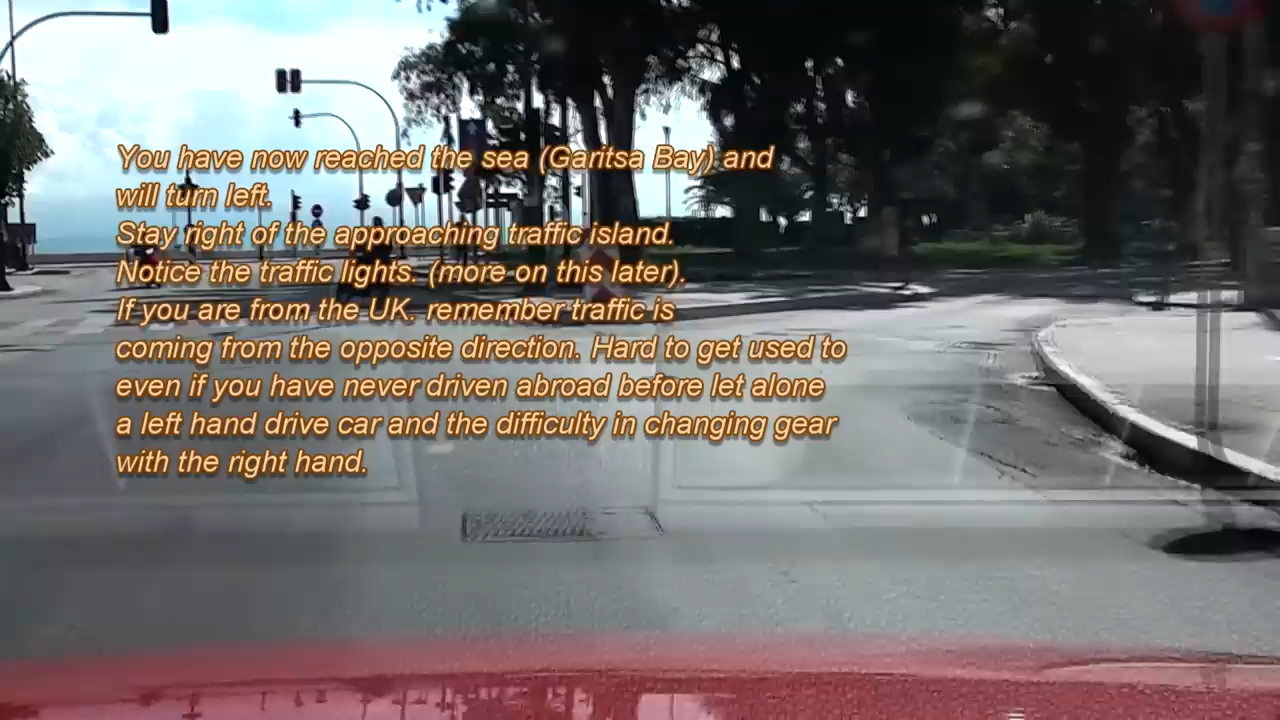 You have now reached the sea (Garitsa Bay) and
will turn left.
Stay right of the approaching traffic island.
Notice the traffic lights. (more on this later).
If you are from the UK. remember traffic is
coming from the opposite direction. Hard to get used to
even if you have never driven abroad before let alone
a left hand drive car and the difficulty in changing gear
with the right hand.